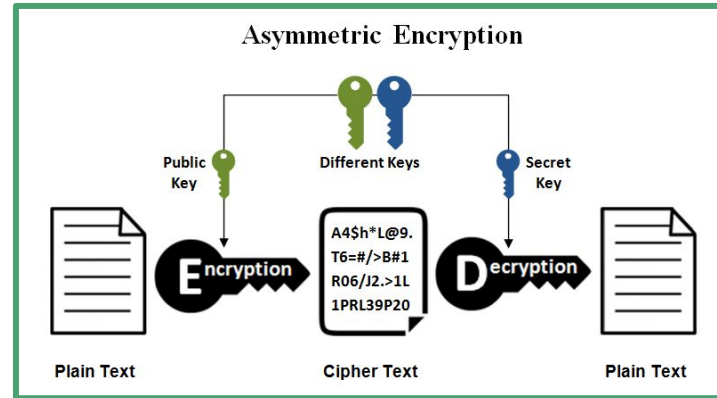 Asymmetric Encryption
Public
Key
Different Keys
Secret
Key
Encryption
A4$h*L@9.
T6=#/>B#1
R06/J2.>1L
1PRL39P20
Decryption
Plain Text
Cipher Text
Plain Text